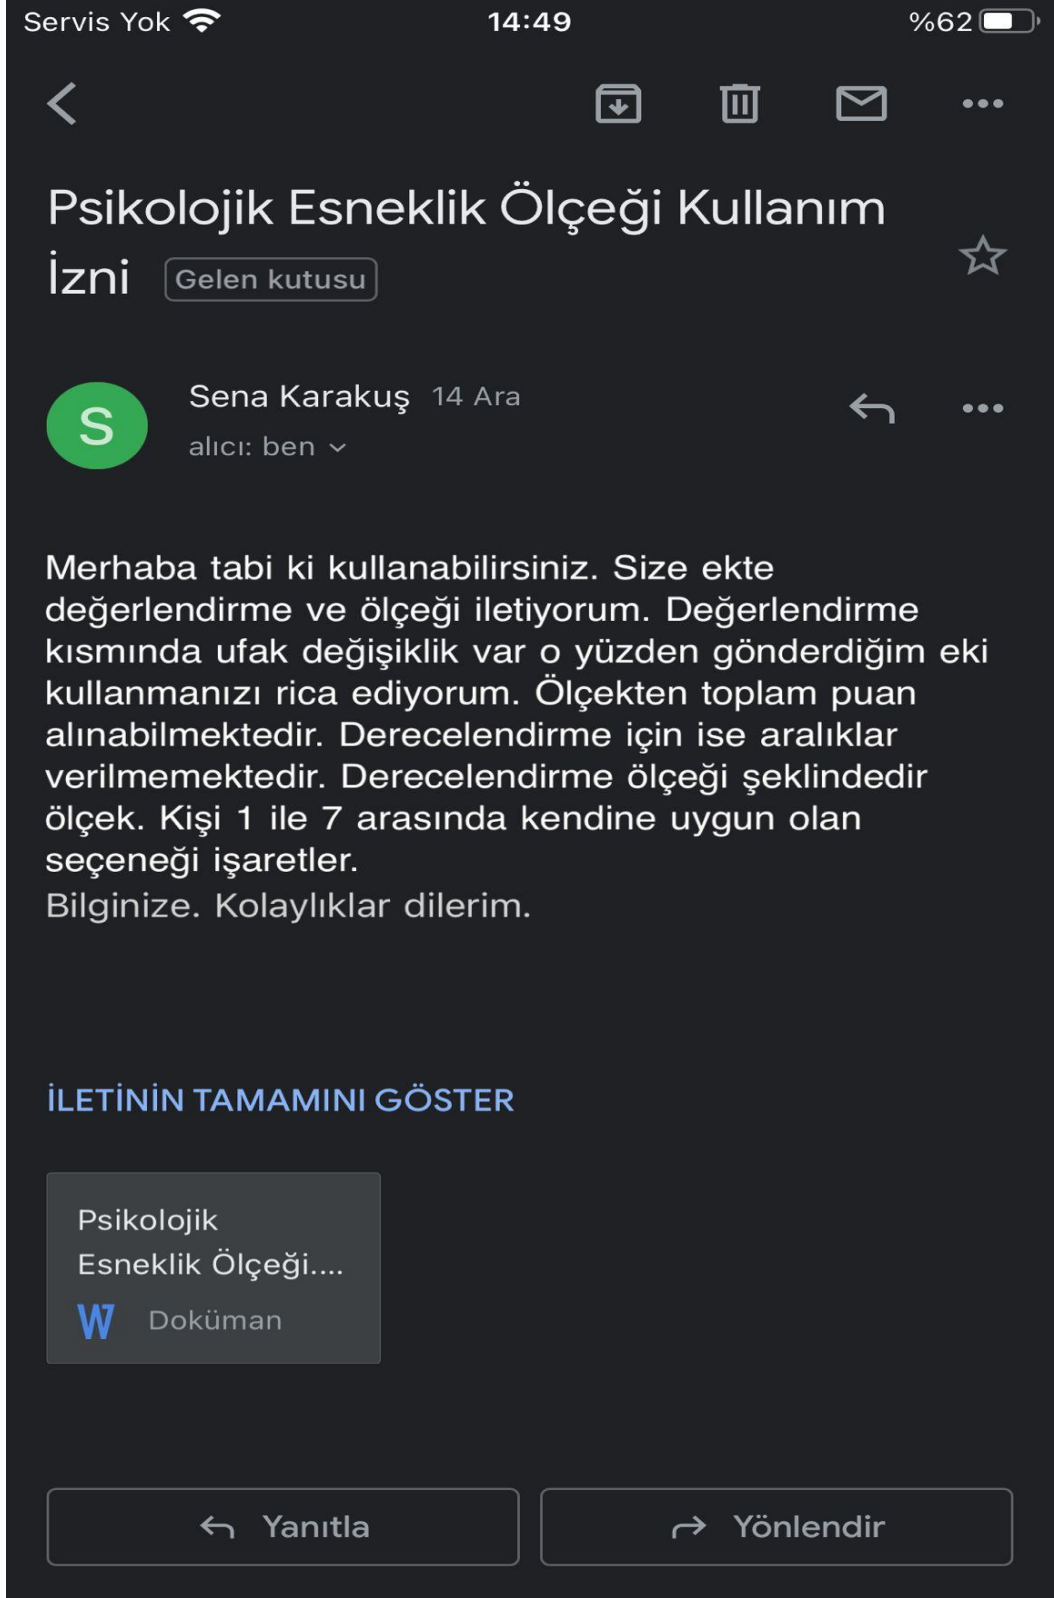 Servis Yok 14:49 %62
Psikolojik Esneklik Ölçeği Kullanım
İzni Gelen kutusu
S
Sena Karakuş 14 Ara
alıcı: ben
Merhaba tabi ki kullanabilirsiniz. Size ekte
değerlendirme ve ölçeği iletiyorum. Değerlendirme
kısmında ufak değişiklik var o yüzden gönderdiğim eki
kullanmanızı rica ediyorum. Ölçekten toplam puan
alınabilmektedir. Derecelendirme için ise aralıklar
verilmemektedir. Derecelendirme ölçeği şeklindedir
ölçek. Kişi 1 ile 7 arasında kendine uygun olan
seçeneği işaretler.
Bilginize. Kolaylıklar dilerim.
İLETİNİN TAMAMINI GÖSTER
Psikolojik
Esneklik Ölçeği....
W Doküman
Yanıtla Yönlendir